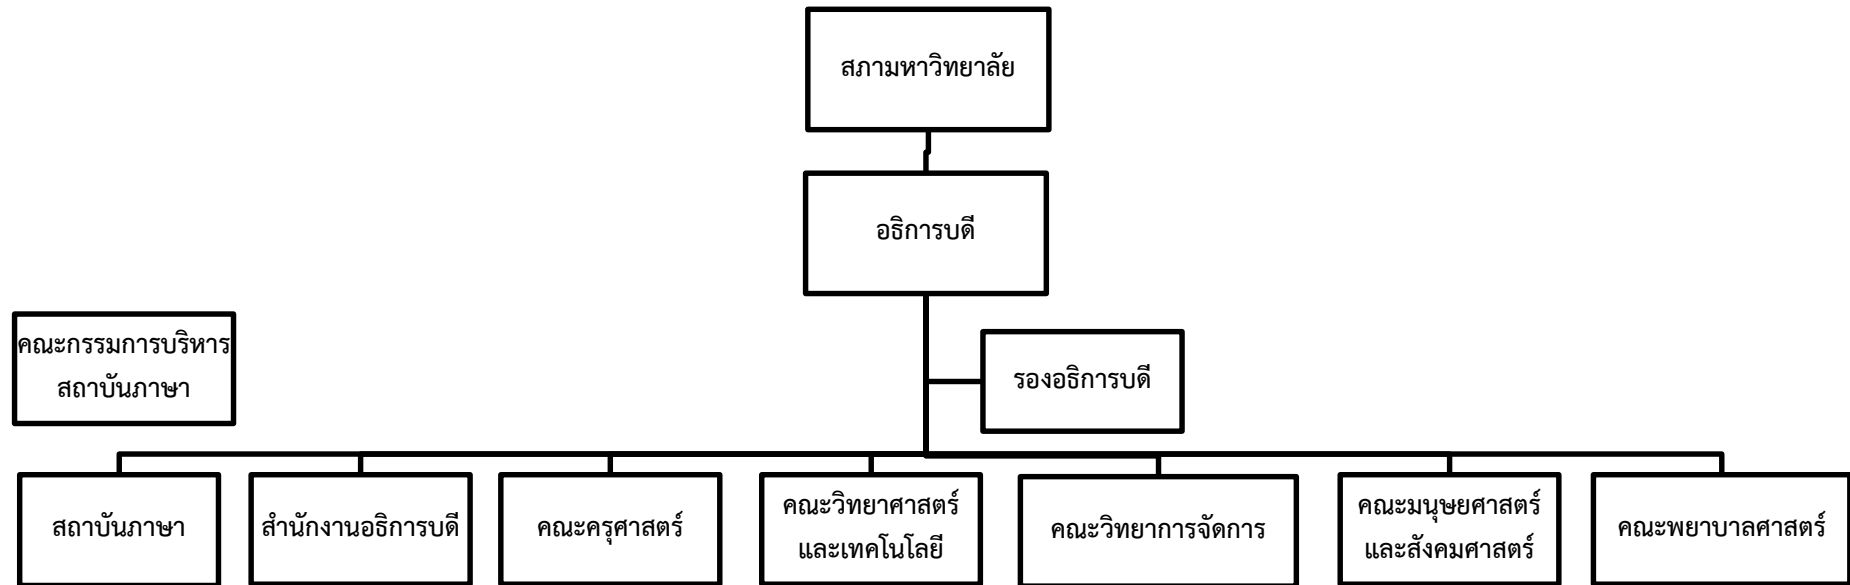 สภามหาวิทยาลัย
อธิการบดี
คณะกรรมการบริหาร
สถาบันภาษา
รองอธิการบดี
สถาบันภาษา
สำนักงานอธิการบดี
คณะครุศาสตร์
คณะวิทยาศาสตร์
และเทคโนโลยี
คณะวิทยาการจัดการ
คณะมนุษยศาสตร์
และสังคมศาสตร์
คณะพยาบาลศาสตร์